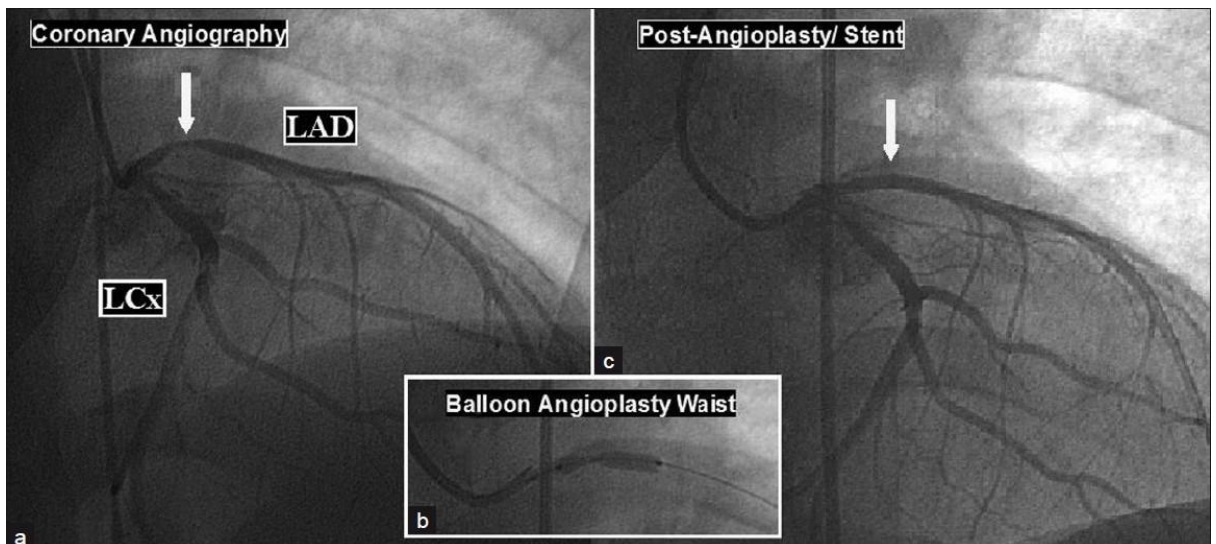 Coronary Angiography
LAD
LCx
a
Balloon Angioplasty Waist
b
Post-Angioplasty/ Stent
c